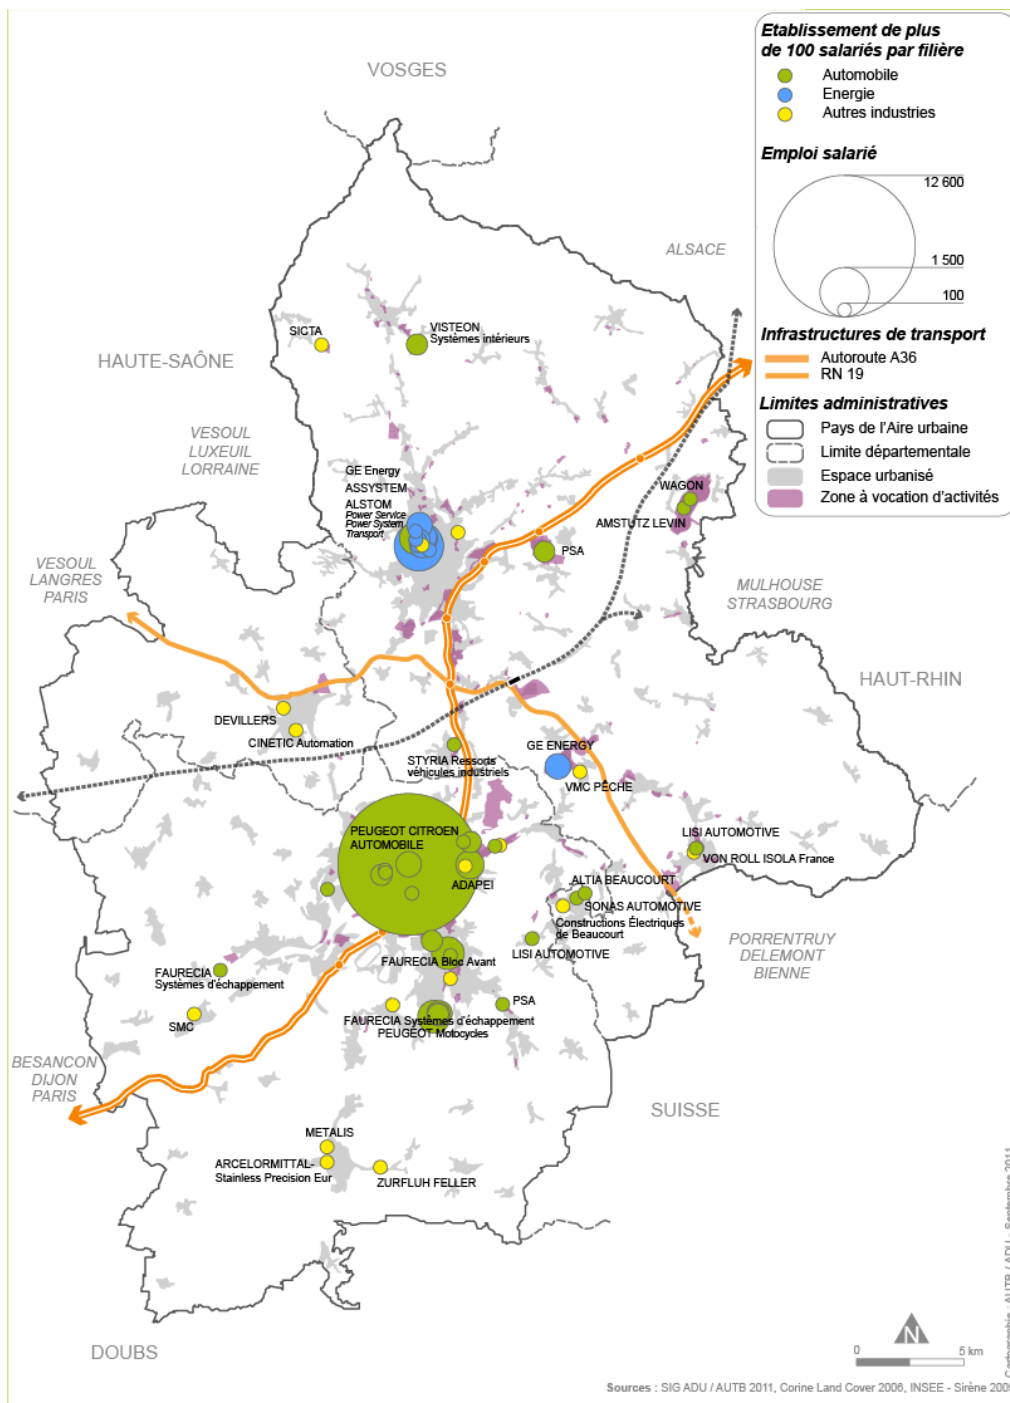 Etablissement de plus
de 100 salariés par filière
Automobile
Energie
Autres industries
Emploi salarié
12 600
1 500
100
Infrastructures de transport
Autoroute A36
RN 19
Limites administratives
Pays de l'Aire urbaine
Limite départementale
Espace urbanisé
Zone à vocation d'activités
VOSGES
ALSACE
HAUTE-SAÔNE
SICTA
VISTEON
Systèmes intérieurs
VESOUL
LUXEUIL
LORRAINE
GE Energy
ASSYSTEM
ALSTOM
Power Service
Power System
Transport
WAGON
AMSTUTZ LEVIN
PSA
VESOUL
LANGRES
PARIS
MULHOUSE
STRASBOURG
HAUT-RHIN
DEVILLERS
CINETIC Automation
STYRIA Ressorts
véhicules industriels
GE ENERGY
VMC PÊCHE
PEUGEOT CITROEN
AUTOMOBILE
ADAPEI
LISI AUTOMOTIVE
VON ROLL ISOLA France
ALTIA BEAUCOURT
SONAS AUTOMOTIVE
Constructions Électriques
de Beaucourt
LISI AUTOMOTIVE
PORRENTRUY
DELEMONT
BIENNE
FAURECIA Bloc Avant
FAURECIA
Systèmes d'échappement
SMC
PSA
FAURECIA Systèmes d'échappement
PEUGEOT Motocycles
BESANCON
DIJON
PARIS
SUISSE
METALIS
ARCELORMITTAL-
Stainless Precision Eur
ZURFLUH FELLER
DOUBS
N
0 5 km
Cartographie : AUTB / ADU - Septembre 2011
Sources : SIG ADU / AUTB 2011, Corine Land Cover 2006, INSEE - Sirène 2009